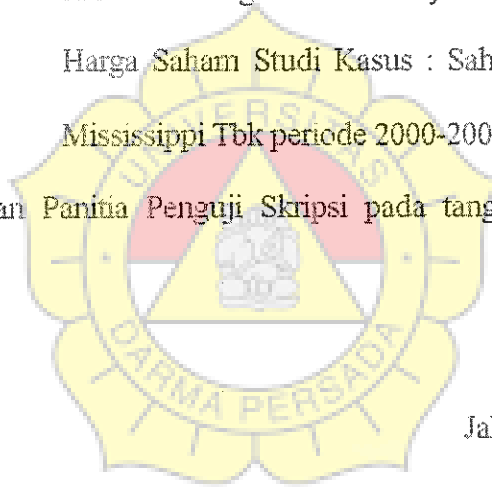 Harga Saham Studi Kasus : Sah
Mississippi Tbk periode 2000-200
an Panitia Penguji Skripsi pada tang
UNIVERSITAS
DARMA PERSADA
Jal